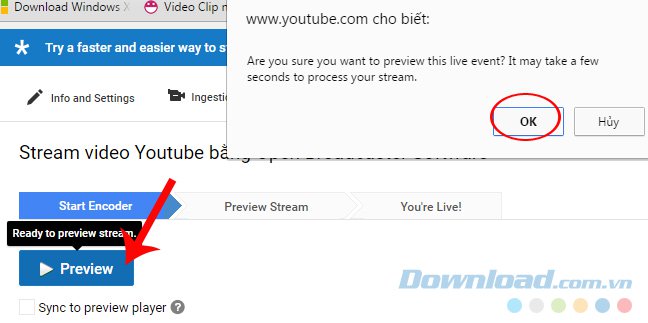 Download Windows
Video Clip n
www.youtube.com cho biết:
Try a faster and easier way to st
Are you sure you want to preview this live event? It may take a few
seconds to process your stream.
Info and Settings
Ingestio
OK
Hủy
Stream video Youtube bằng Open Broadcaster Software
Start Encoder
Preview Stream
You're Live!
Ready to preview stream.
Preview
Sync to preview player ?
Download.com.vn